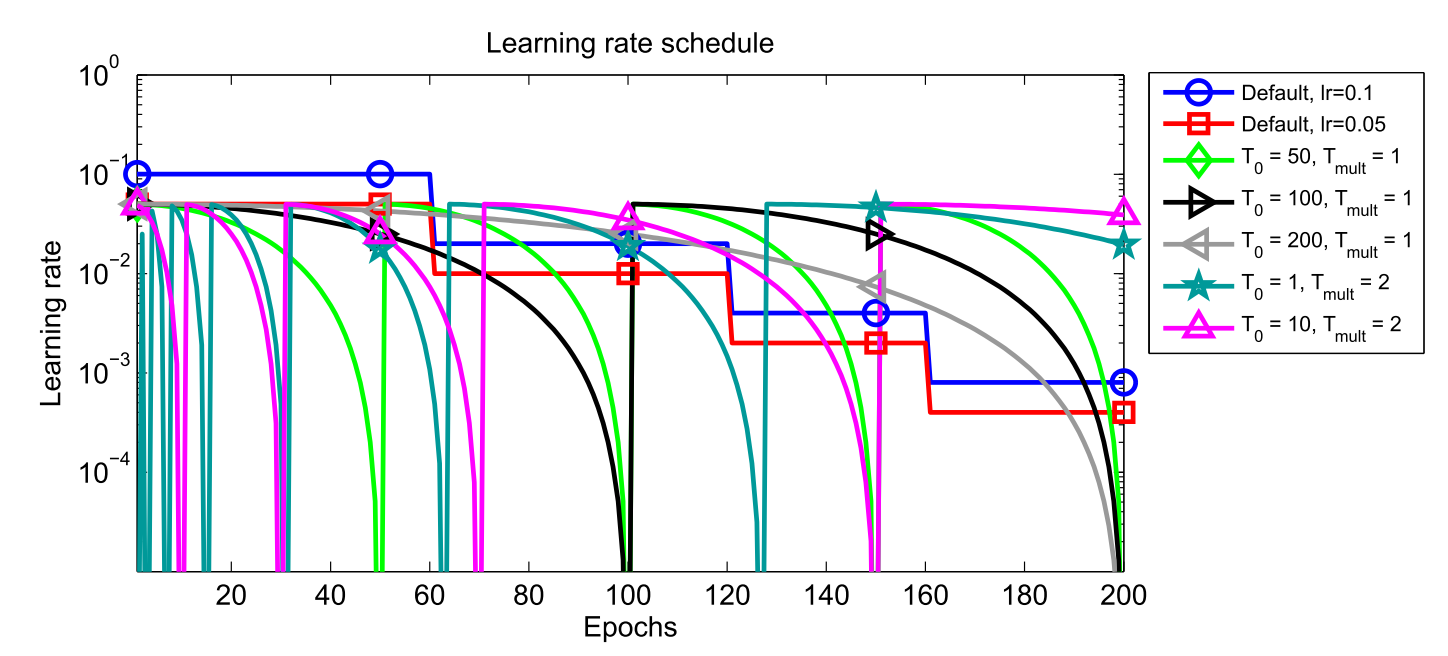 Learning rate schedule
10^0
10^−1
10^−2
10^−3
10^−4
Learning rate
20 40 60 80 100 120 140 160 180 200
Epochs
Default, lr=0.1
Default, lr=0.05
T_0 = 50, T_mult = 1
T_0 = 100, T_mult = 1
T_0 = 200, T_mult = 1
T_0 = 1, T_mult = 2
T_0 = 10, T_mult = 2